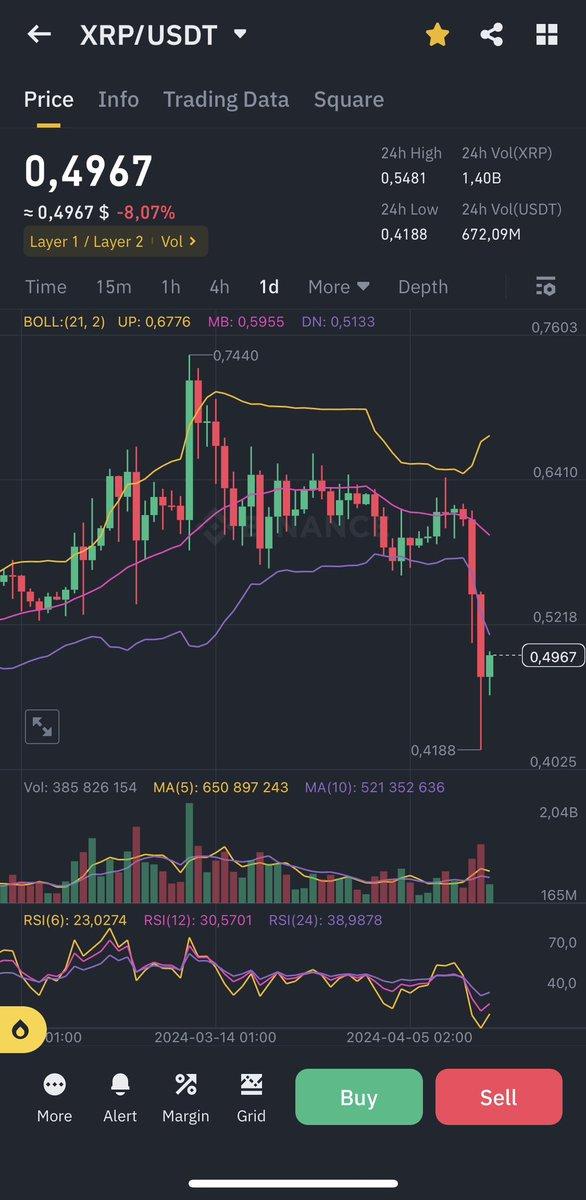 XRP/USDT
Price Info Trading Data Square
0,4967
≈ 0,4967 $ -8,07%
Layer 1 / Layer 2 Vol >
24h High 24h Vol(XRP)
0,5481 1,40B
24h Low 24h Vol(USDT)
0,4188 672,09M
Time 15m 1h 4h 1d More Depth
BOLL:(21, 2) UP: 0,6776 MB: 0,5955 DN: 0,5133
0,7603
0,7440
0,6410
BINANCE
0,5218
0,4967
0,4188
0,4025
Vol: 385 826 154 MA(5): 650 897 243 MA(10): 521 352 636
2,04B
165M
RSI(6): 23,0274 RSI(12): 30,5701 RSI(24): 38,9878
70,0
40,0
01:00 2024-03-14 01:00 2024-04-05 02:00
More Alert Margin Grid Buy Sell